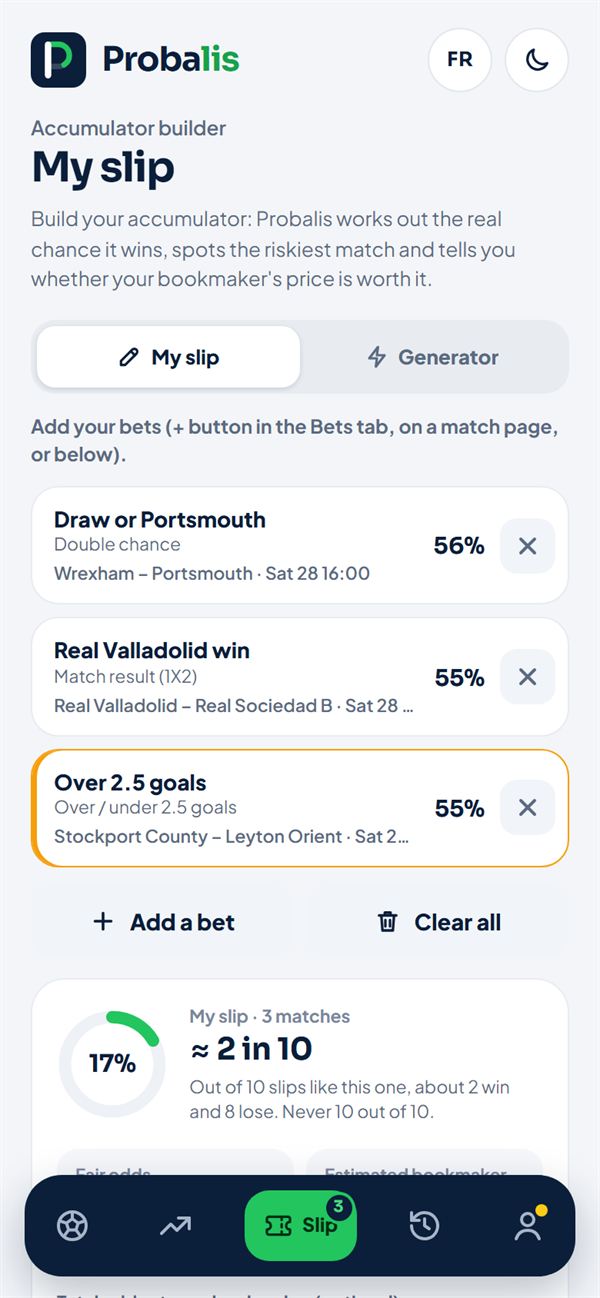 Probalis
FR
Accumulator builder
My slip
Build your accumulator: Probalis works out the real
chance it wins, spots the riskiest match and tells you
whether your bookmaker's price is worth it.
My slip
Generator
Add your bets (+ button in the Bets tab, on a match page,
or below).
Draw or Portsmouth
Double chance
Wrexham – Portsmouth · Sat 28 16:00
56%
Real Valladolid win
Match result (1X2)
Real Valladolid – Real Sociedad B · Sat 28 ...
55%
Over 2.5 goals
Over / under 2.5 goals
Stockport County – Leyton Orient · Sat 2...
55%
Add a bet
Clear all
17%
My slip · 3 matches
≈ 2 in 10
Out of 10 slips like this one, about 2 win
and 8 lose. Never 10 out of 10.
Fair odds
Estimated bookmaker
Slip
3